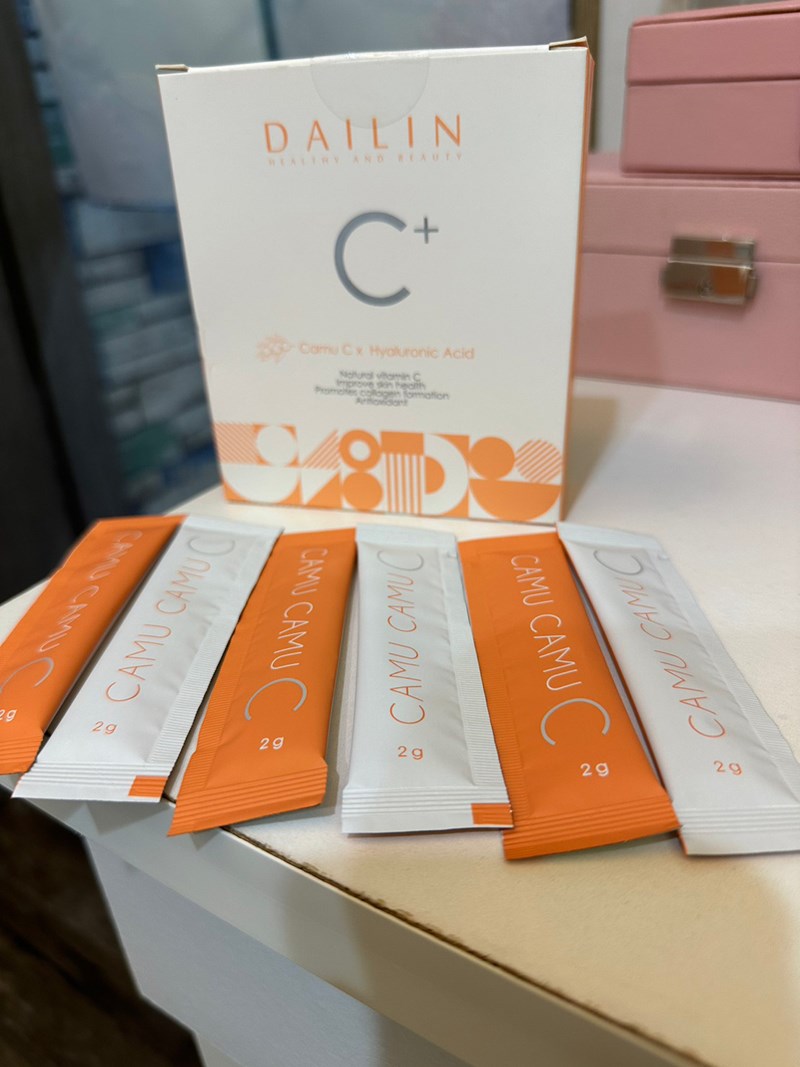 DAILIN
HEALTHY AND BEAUTY
C+
Camu C x Hyaluronic Acid
Natural vitamin C
Improve skin health
Promotes collagen formation
Antioxidant
CAMU CAMU C
2g
CAMU CAMU C
2g
CAMU CAMU C
2g
CAMU CAMU C
2g
CAMU CAMU C
2g
CAMU CAMU C
2g